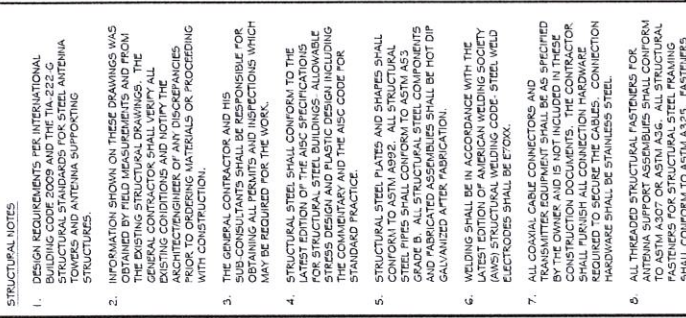 STRUCTURAL NOTES
1. DESIGN REQUIREMENTS PER INTERNATIONAL
BUILDING CODE 2009 AND THE TIA-222-G
STRUCTURAL STANDARDS FOR STEEL ANTENNA
TOWERS AND ANTENNA SUPPORTING
STRUCTURES.
2. INFORMATION SHOWN ON THESE DRAWINGS WAS
OBTAINED BY FIELD MEASUREMENTS AND FROM
THE EXISTING STRUCTURAL DRAWINGS. THE
GENERAL CONTRACTOR SHALL VERIFY ALL
EXISTING CONDITIONS AND NOTIFY THE
ARCHITECT/ENGINEER OF ANY DISCREPANCIES
PRIOR TO ORDERING MATERIALS OR PROCEEDING
WITH CONSTRUCTION.
3. THE GENERAL CONTRACTOR AND HIS
SUB-CONSULTANTS SHALL BE RESPONSIBLE FOR
OBTAINING ALL PERMITS AND INSPECTIONS WHICH
MAY BE REQUIRED FOR THE WORK.
4. STRUCTURAL STEEL SHALL CONFORM TO THE
LATEST EDITION OF THE AISC SPECIFICATIONS
FOR STRUCTURAL STEEL BUILDINGS- ALLOWABLE
STRESS DESIGN AND PLASTIC DESIGN INCLUDING
THE COMMENTARY AND THE AISC CODE FOR
STANDARD PRACTICE.
5. STRUCTURAL STEEL PLATES AND SHAPES SHALL
CONFORM TO ASTM A992. ALL STRUCTURAL
STEEL PIPES SHALL CONFORM TO ASTM A53
GRADE B. ALL STRUCTURAL STEEL COMPONENTS
AND FABRICATED ASSEMBLIES SHALL BE HOT DIP
GALVANIZED AFTER FABRICATION.
6. WELDING SHALL BE IN ACCORDANCE WITH THE
LATEST EDITION OF AMERICAN WELDING SOCIETY
(AWS) STRUCTURAL WELDING CODE- STEEL WELD
ELECTRODES SHALL BE E70XX.
7. ALL COAXIAL CABLE CONNECTORS AND
TRANSMITTER EQUIPMENT SHALL BE AS SPECIFIED
BY THE OWNER AND IS NOT INCLUDED IN THESE
CONSTRUCTION DOCUMENTS. THE CONTRACTOR
SHALL FURNISH ALL CONNECTION HARDWARE
REQUIRED TO SECURE THE CABLES. CONNECTION
HARDWARE SHALL BE STAINLESS STEEL.
8. ALL THREADED STRUCTURAL FASTENERS FOR
ANTENNA SUPPORT ASSEMBLIES SHALL CONFORM
TO ASTM A307 OR ASTM A36. ALL STRUCTURAL
FASTENERS FOR STRUCTURAL STEEL FRAMING
SHALL CONFORM TO ASTM A325. FASTENERS